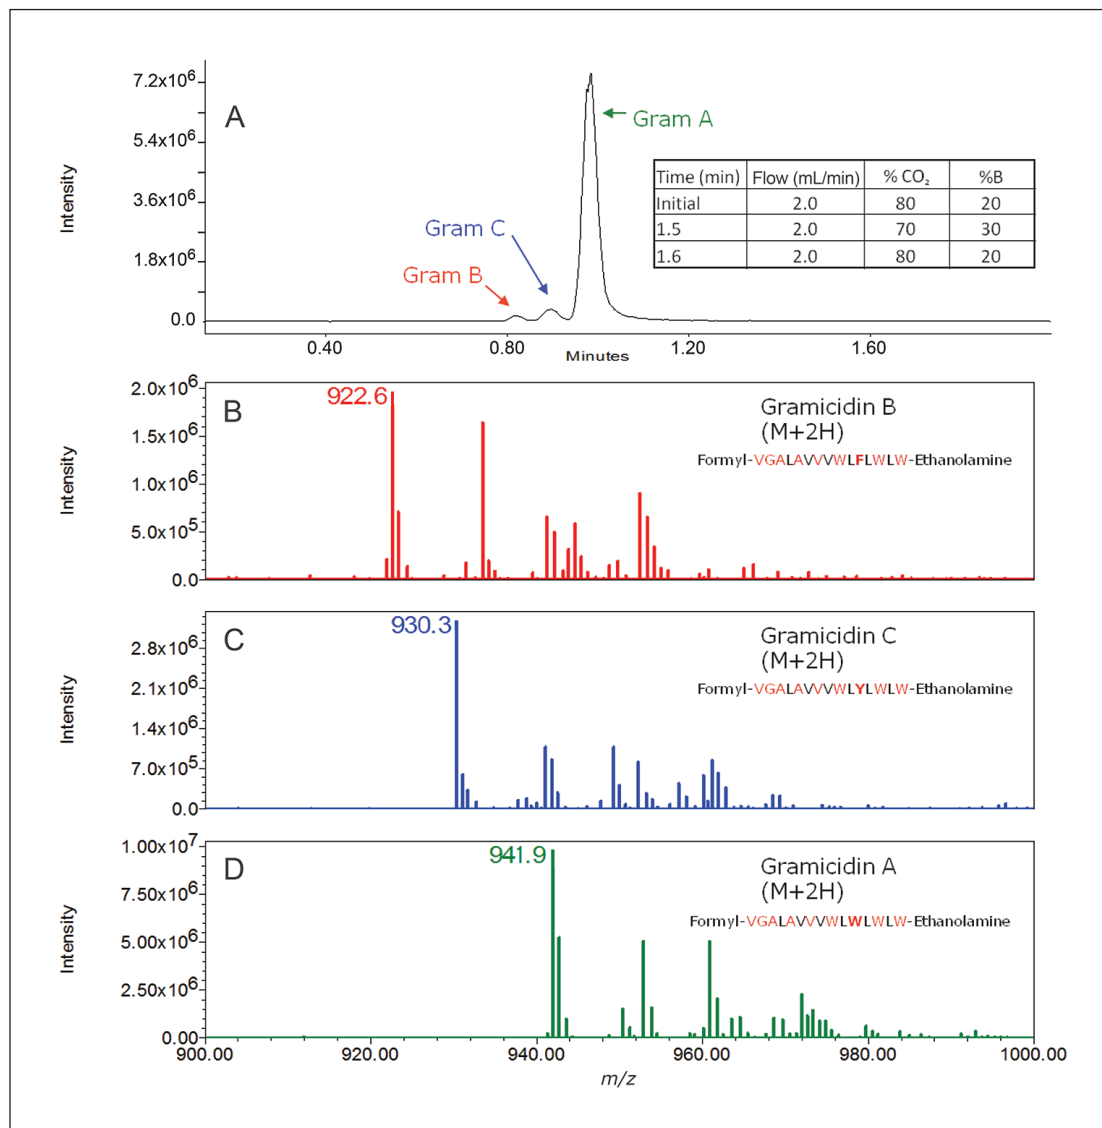 A
Intensity
7.2x10⁶
5.4x10⁶
3.6x10⁶
1.8x10⁶
0.0
Gram A
Gram C
Gram B
Time (min) Flow (mL/min) % CO₂ %B
Initial 2.0 80 20
1.5 2.0 70 30
1.6 2.0 80 20
0.40 0.80 1.20 1.60
Minutes
B
Intensity
2.0x10⁶
1.5x10⁶
1.0x10⁶
5.0x10⁵
0.0
922.6
Gramicidin B
(M+2H)
Formyl-VGALAVVVWLFLWLW-Ethanolamine
C
Intensity
2.8x10⁶
2.1x10⁶
1.4x10⁶
7.0x10⁵
0.0
930.3
Gramicidin C
(M+2H)
Formyl-VGALAVVVWLYLWLW-Ethanolamine
D
Intensity
1.00x10⁷
7.50x10⁶
5.00x10⁶
2.50x10⁶
0.00
941.9
Gramicidin A
(M+2H)
Formyl-VGALAVVVWLWLWLW-Ethanolamine
900.00 920.00 940.00 960.00 980.00 1000.00
m/z